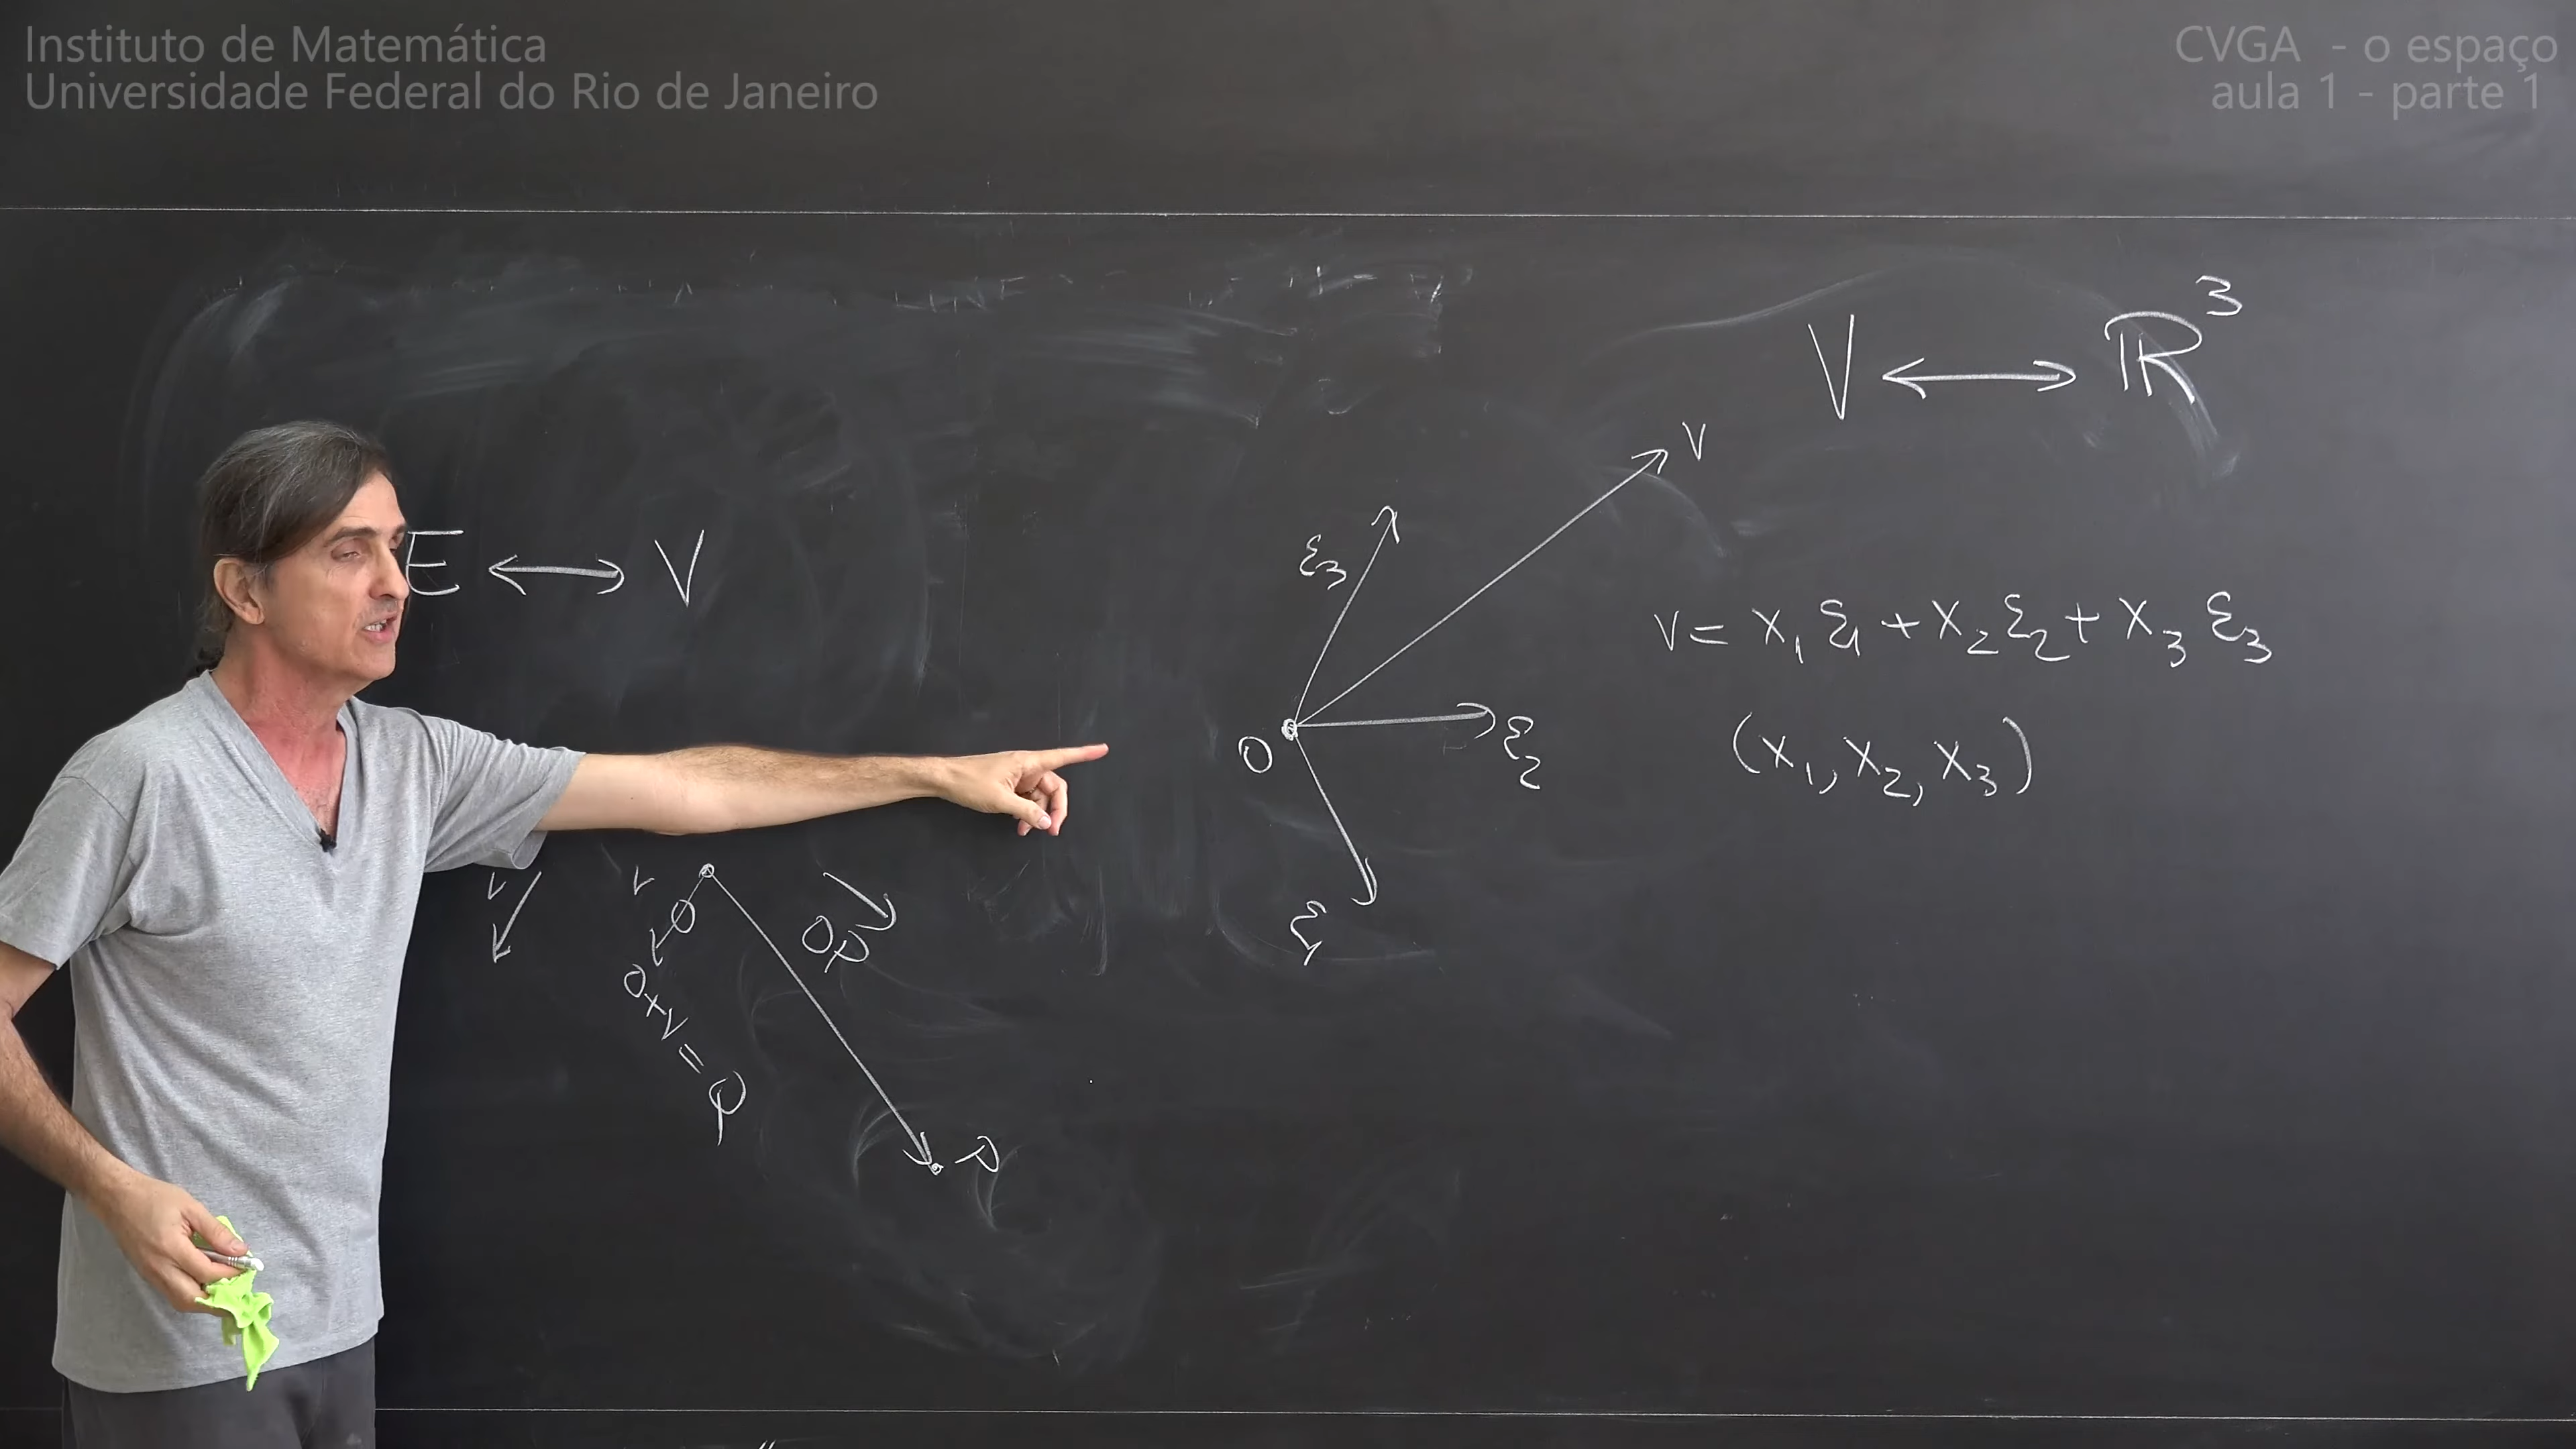 Instituto de Matemática
Universidade Federal do Rio de Janeiro
CVGA - o espaço
aula 1 - parte 1
V ↔ ℝ³
E ↔ V
v
ε₃
v = x₁ε₁ + x₂ε₂ + x₃ε₃
O
ε₂
(x₁, x₂, x₃)
v
v
O
OP
ε₁
O+v = P
P